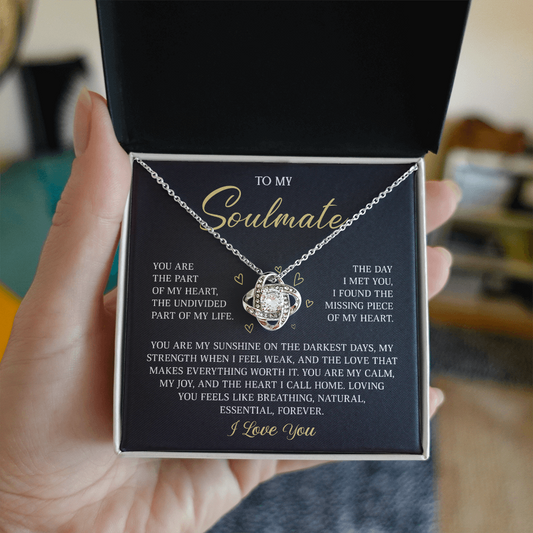 TO MY
Soulmate
YOU ARE
THE PART
OF MY HEART,
THE UNDIVIDED
PART OF MY LIFE.
THE DAY
I MET YOU,
I FOUND THE
MISSING PIECE
OF MY HEART.
YOU ARE MY SUNSHINE ON THE DARKEST DAYS, MY
STRENGTH WHEN I FEEL WEAK, AND THE LOVE THAT
MAKES EVERYTHING WORTH IT. YOU ARE MY CALM,
MY JOY, AND THE HEART I CALL HOME. LOVING
YOU FEELS LIKE BREATHING, NATURAL,
ESSENTIAL, FOREVER.
I Love You